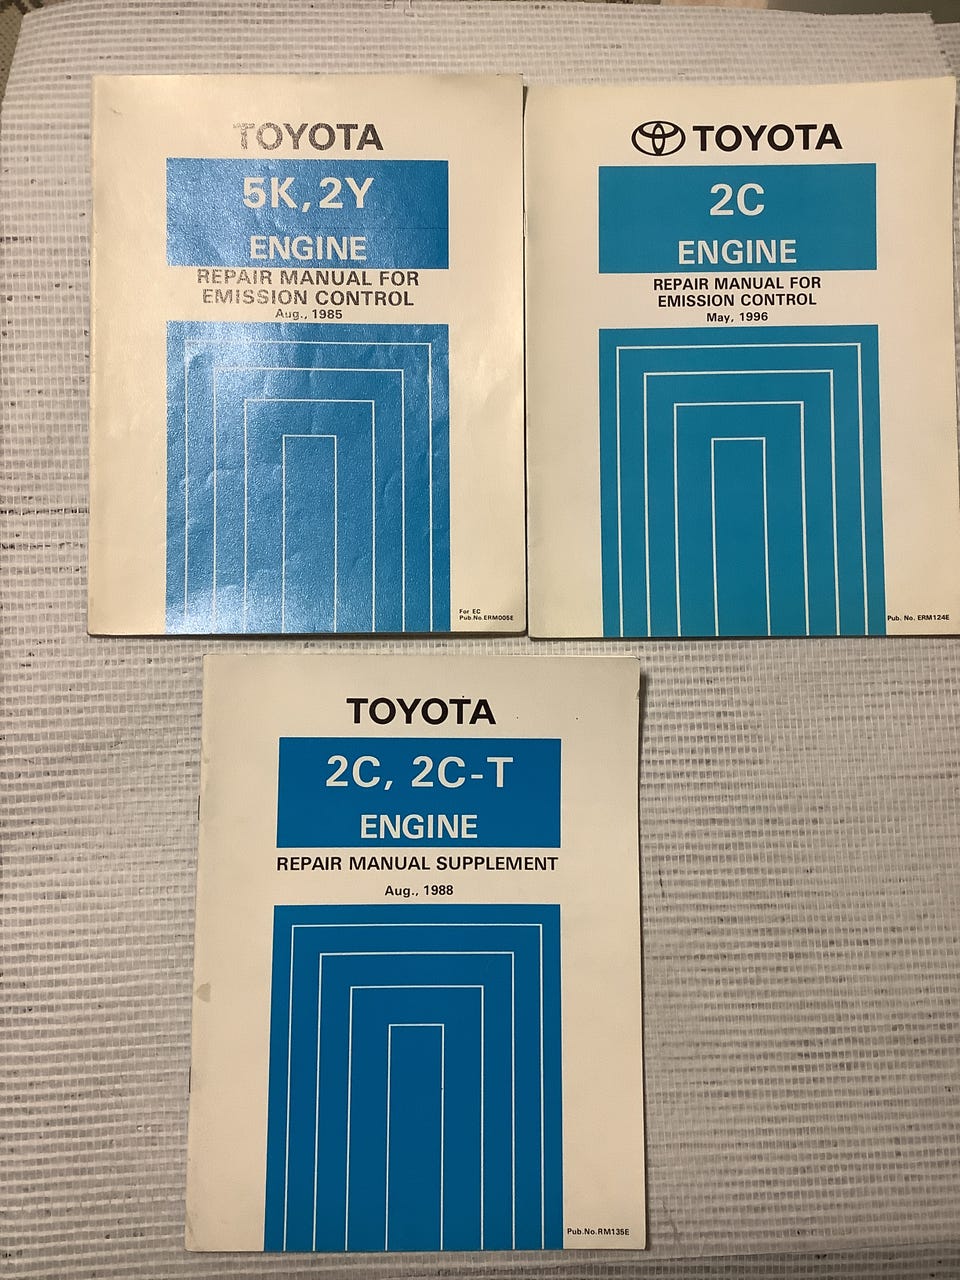 TOYOTA
5K, 2Y
ENGINE
REPAIR MANUAL FOR
EMISSION CONTROL
Aug., 1985
For EC
Pub.No.ERM005E
TOYOTA
2C
ENGINE
REPAIR MANUAL FOR
EMISSION CONTROL
May, 1996
Pub. No. ERM124E
TOYOTA
2C, 2C-T
ENGINE
REPAIR MANUAL SUPPLEMENT
Aug., 1988
Pub.No.RM135E